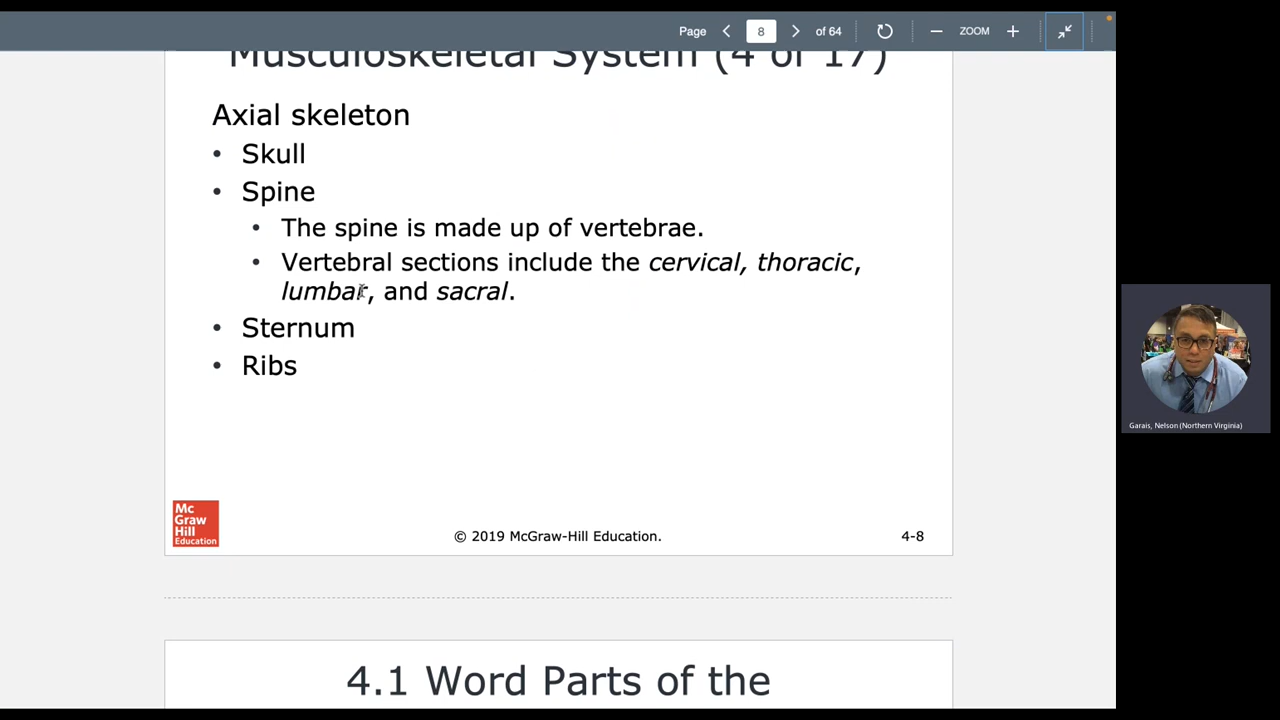 Page 8 of 64 ZOOM
Musculoskeletal System (4 of 17)
Axial skeleton
• Skull
• Spine
• The spine is made up of vertebrae.
• Vertebral sections include the cervical, thoracic,
lumbar, and sacral.
• Sternum
• Ribs
Mc
Graw
Hill
Education
© 2019 McGraw-Hill Education.
4-8
Garais, Nelson (Northern Virginia)
4.1 Word Parts of the